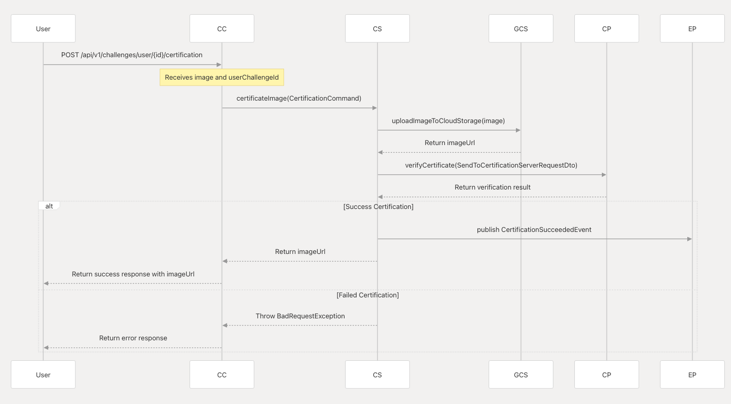 User CC CS GCS CP EP
POST /api/v1/challenges/user/{id}/certification
Receives image and userChallengeId
certificateImage(CertificationCommand)
uploadImageToCloudStorage(image)
Return imageUrl
verifyCertificate(SendToCertificationServerRequestDto)
Return verification result
alt [Success Certification]
publish CertificationSucceededEvent
Return imageUrl
Return success response with imageUrl
[Failed Certification]
Throw BadRequestException
Return error response
User CC CS GCS CP EP